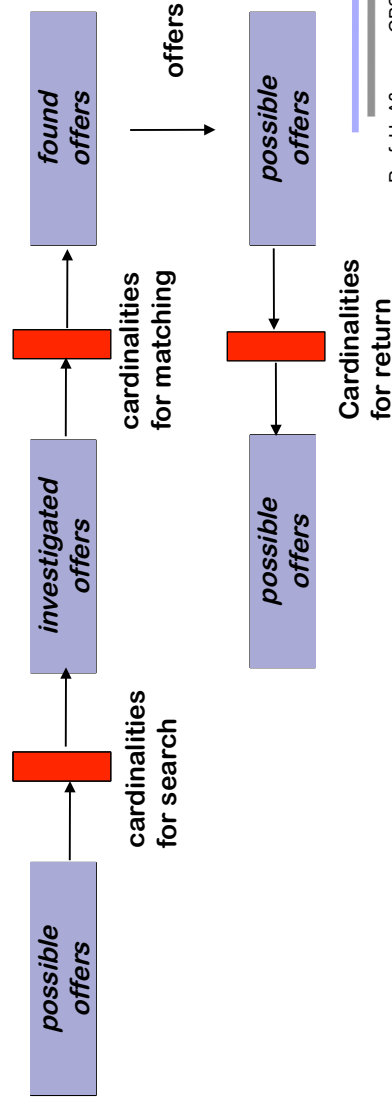 possible
offers
cardinalities
for search
investigated
offers
cardinalities
for matching
found
offers
offers
possible
offers
Cardinalities
for return
possible
offers